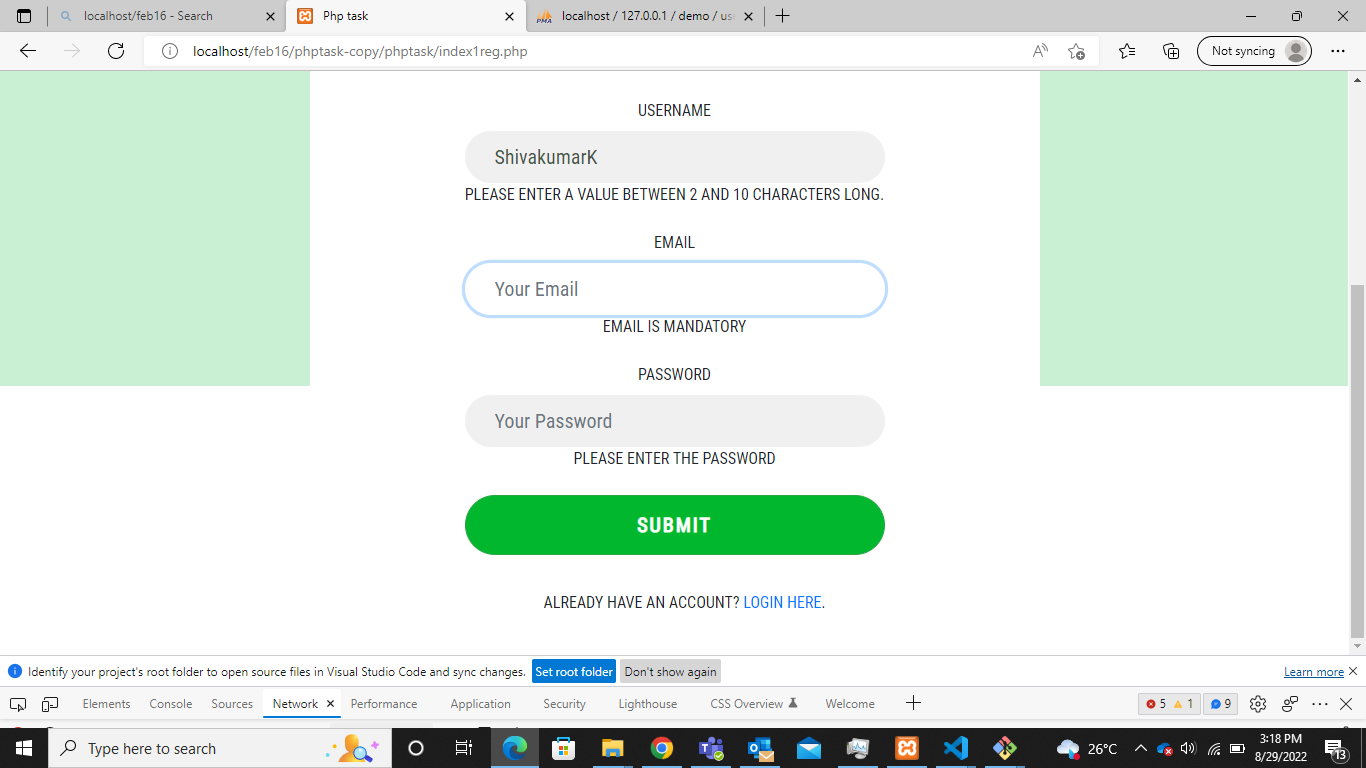 localhost/feb16 - Search
Php task
localhost / 127.0.0.1 / demo / us
localhost/feb16/phptask-copy/phptask/index1reg.php
Not syncing
USERNAME
ShivakumarK
PLEASE ENTER A VALUE BETWEEN 2 AND 10 CHARACTERS LONG.
EMAIL
Your Email
EMAIL IS MANDATORY
PASSWORD
Your Password
PLEASE ENTER THE PASSWORD
SUBMIT
ALREADY HAVE AN ACCOUNT? LOGIN HERE.
Identify your project's root folder to open source files in Visual Studio Code and sync changes. Set root folder Don't show again Learn more
Elements Console Sources Network Performance Application Security Lighthouse CSS Overview Welcome 5 1 9
Type here to search
26°C
3:18 PM
8/29/2022
13